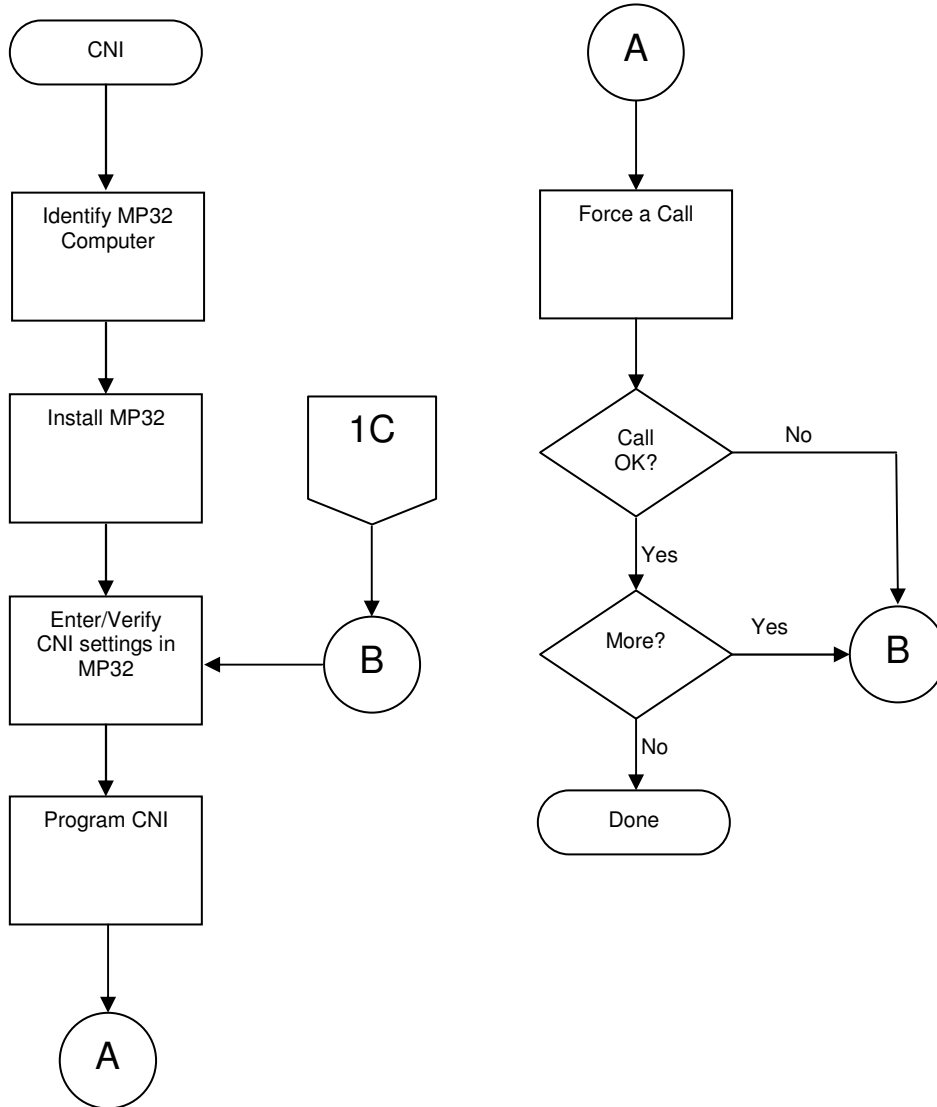 CNI
Identify MP32
Computer
Install MP32
1C
Enter/Verify
CNI settings in
MP32
B
Program CNI
A
A
Force a Call
Call
OK?
No
Yes
More?
Yes
B
No
Done